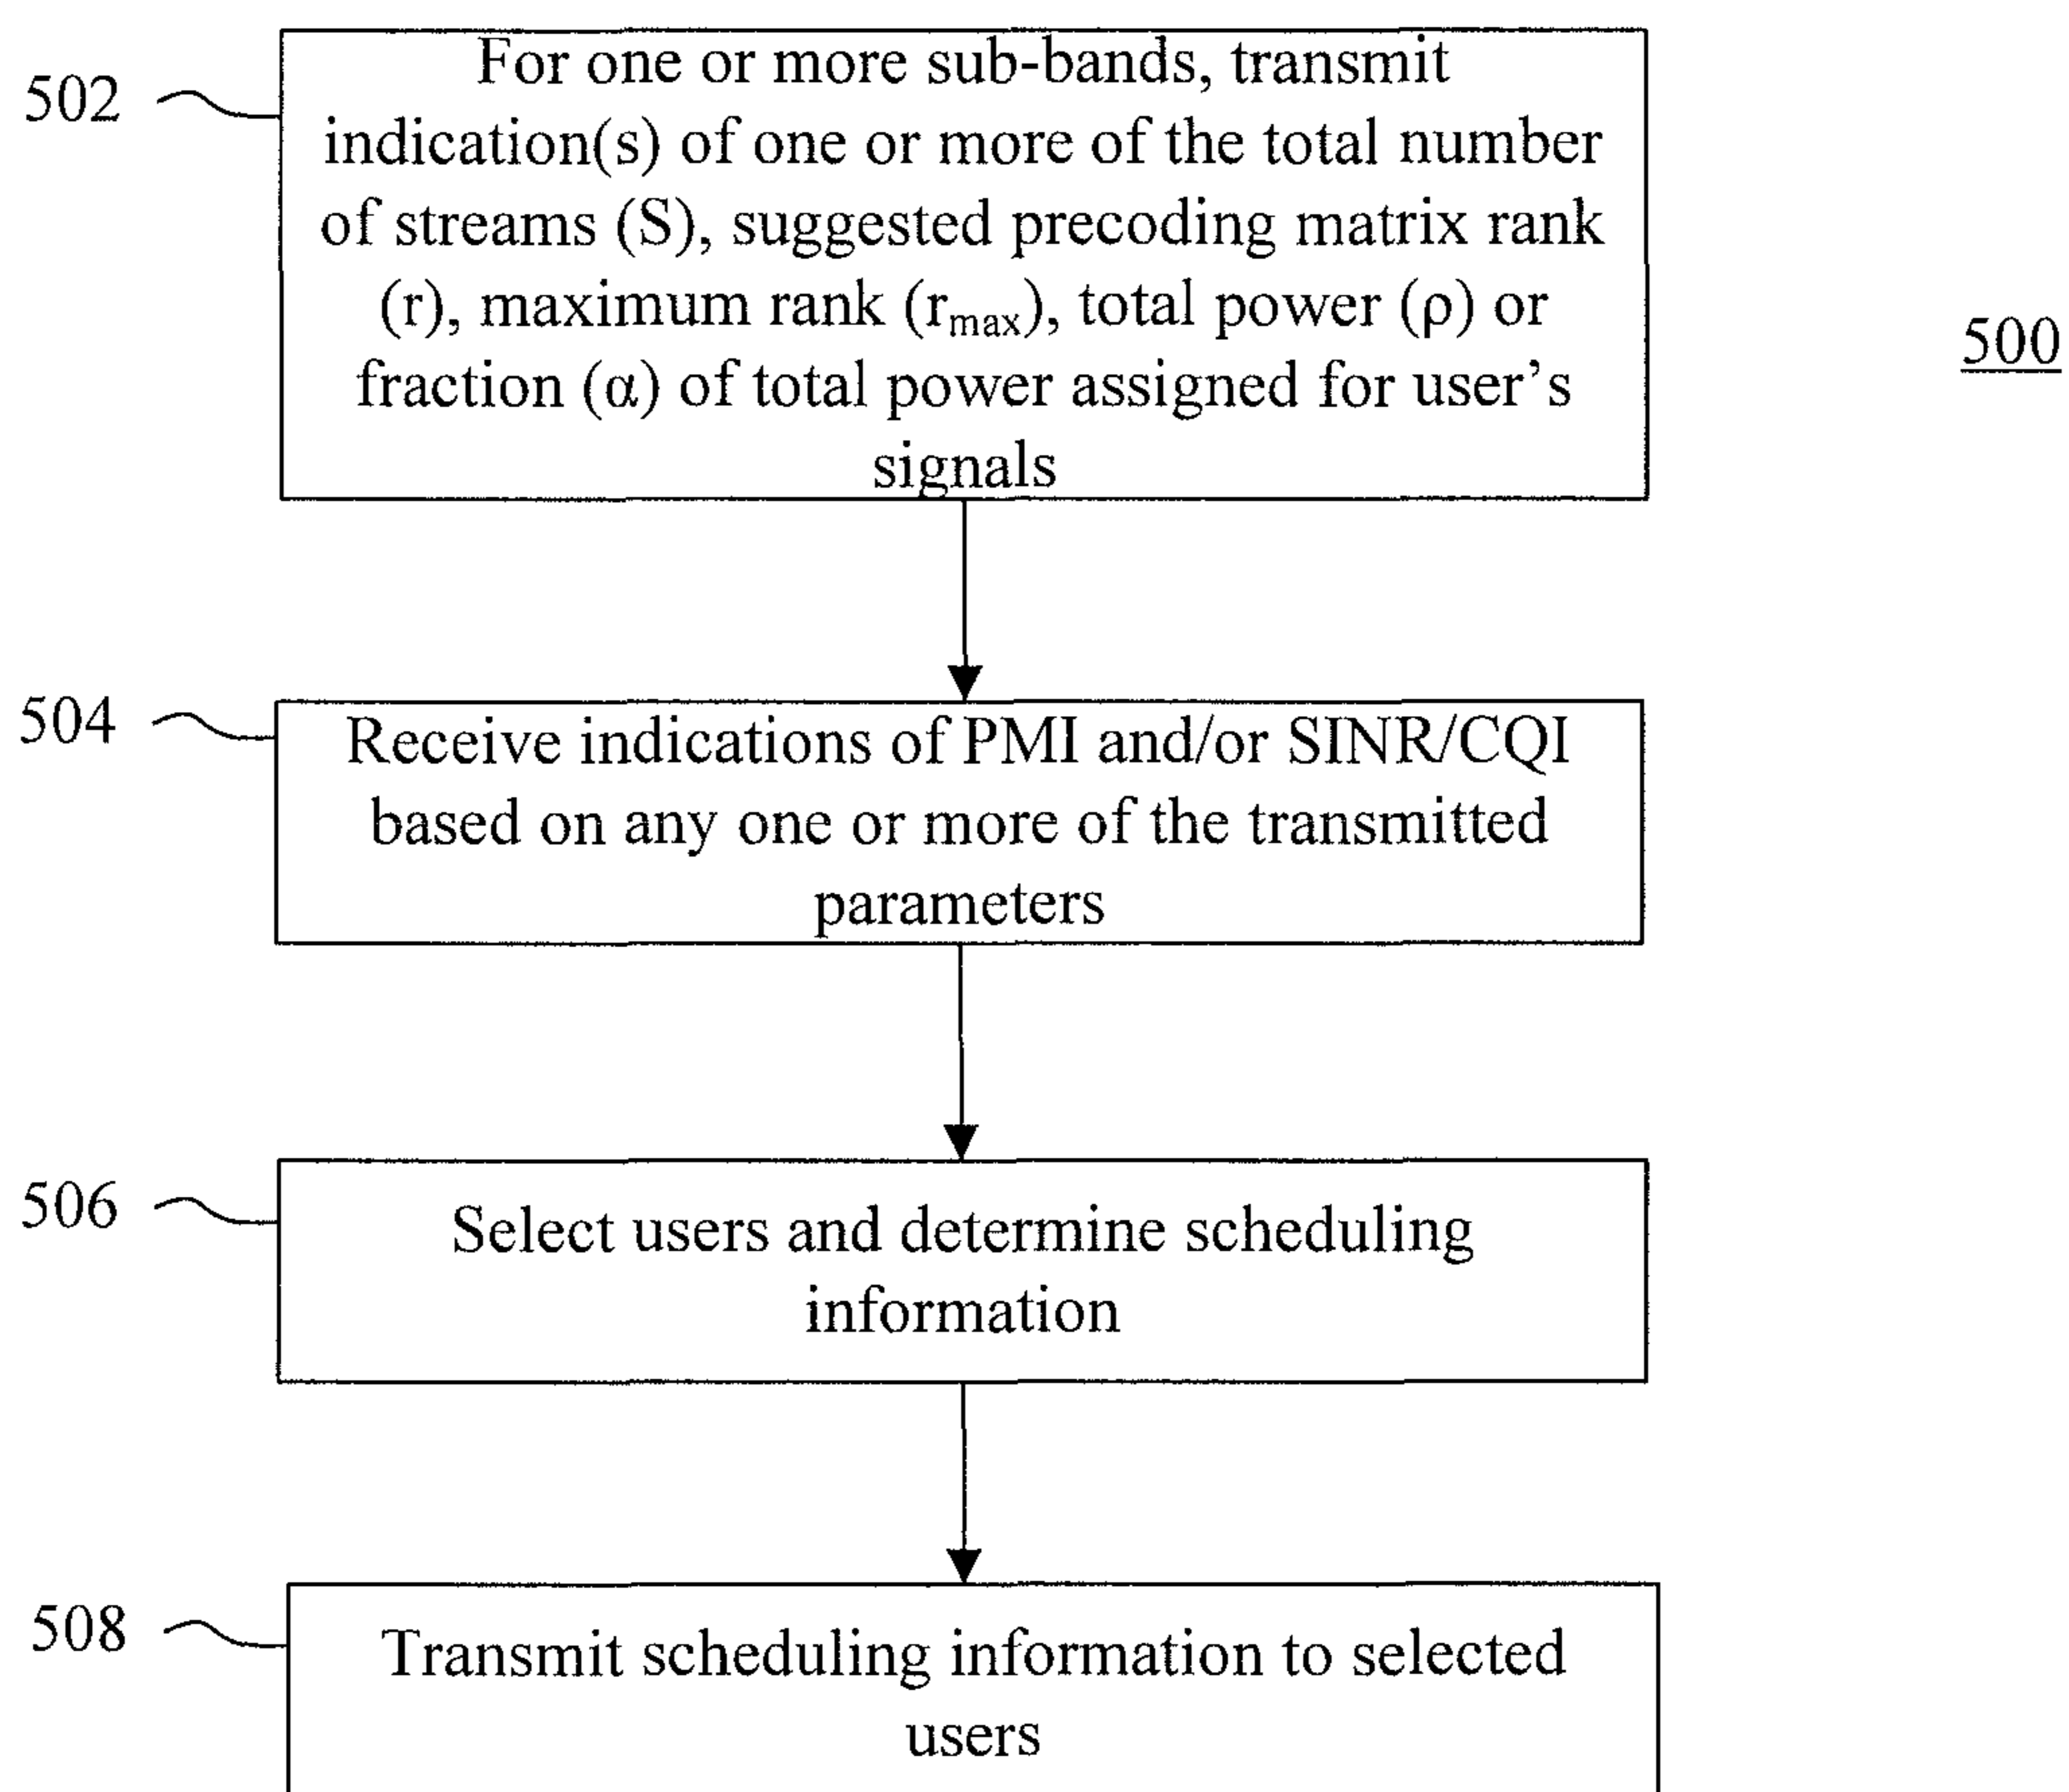 502
For one or more sub-bands, transmit
indication(s) of one or more of the total number
of streams (S), suggested precoding matrix rank
(r), maximum rank (rmax), total power (ρ) or
fraction (α) of total power assigned for user’s
signals
500
504
Receive indications of PMI and/or SINR/CQI
based on any one or more of the transmitted
parameters
506
Select users and determine scheduling
information
508
Transmit scheduling information to selected
users